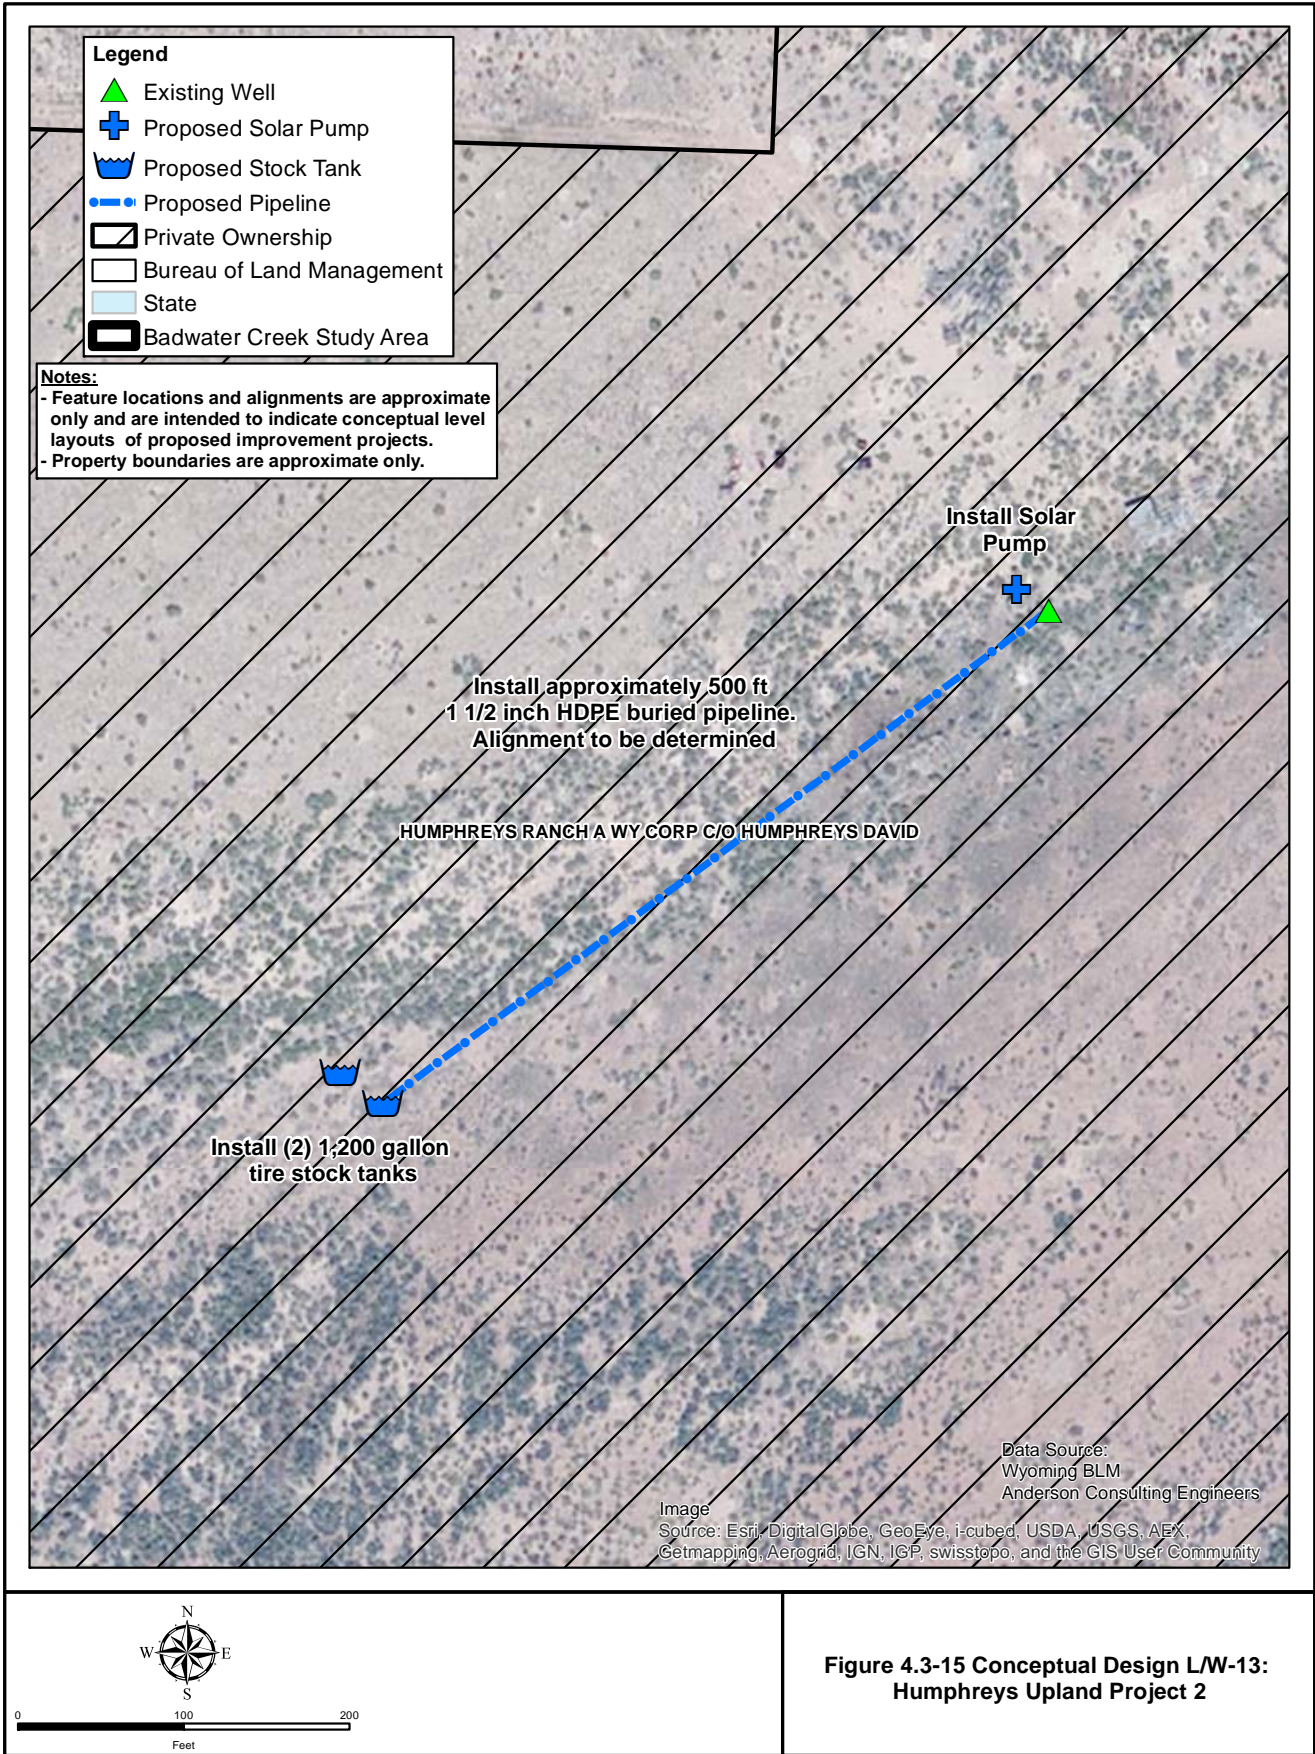 Legend
Existing Well
Proposed Solar Pump
Proposed Stock Tank
Proposed Pipeline
Private Ownership
Bureau of Land Management
State
Badwater Creek Study Area
Notes:
- Feature locations and alignments are approximate
only and are intended to indicate conceptual level
layouts of proposed improvement projects.
- Property boundaries are approximate only.
Install Solar
Pump
Install approximately 500 ft
1 1/2 inch HDPE buried pipeline.
Alignment to be determined
HUMPHREYS RANCH A WY CORP C/O HUMPHREYS DAVID
Install (2) 1,200 gallon
tire stock tanks
Data Source:
Wyoming BLM
Anderson Consulting Engineers
Image
Source: Esri, DigitalGlobe, GeoEye, i-cubed, USDA, USGS, AEX,
Getmapping, Aerogrid, IGN, IGP, swisstopo, and the GIS User Community
N
W E
S
0 100 200
Feet
Figure 4.3-15 Conceptual Design L/W-13:
Humphreys Upland Project 2